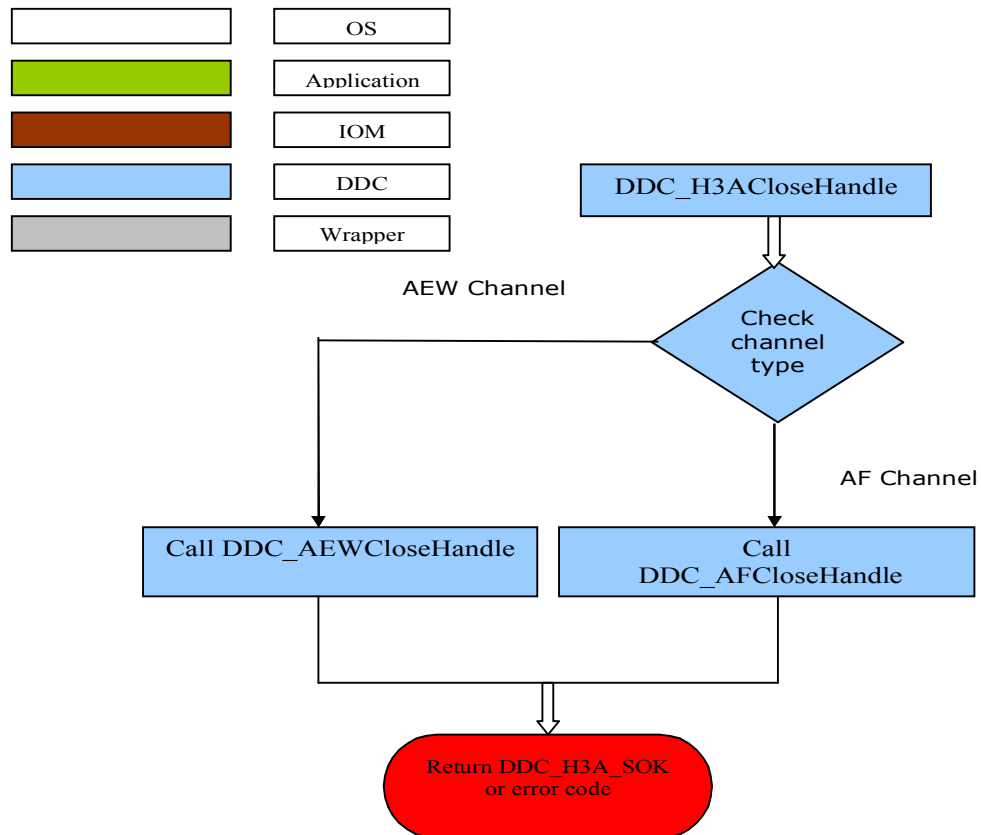 OS
Application
IOM
DDC
Wrapper
DDC_H3ACloseHandle
AEW Channel
Check
channel
type
AF Channel
Call DDC_AEWCloseHandle
Call
DDC_AFCloseHandle
Return DDC_H3A_SOK
or error code